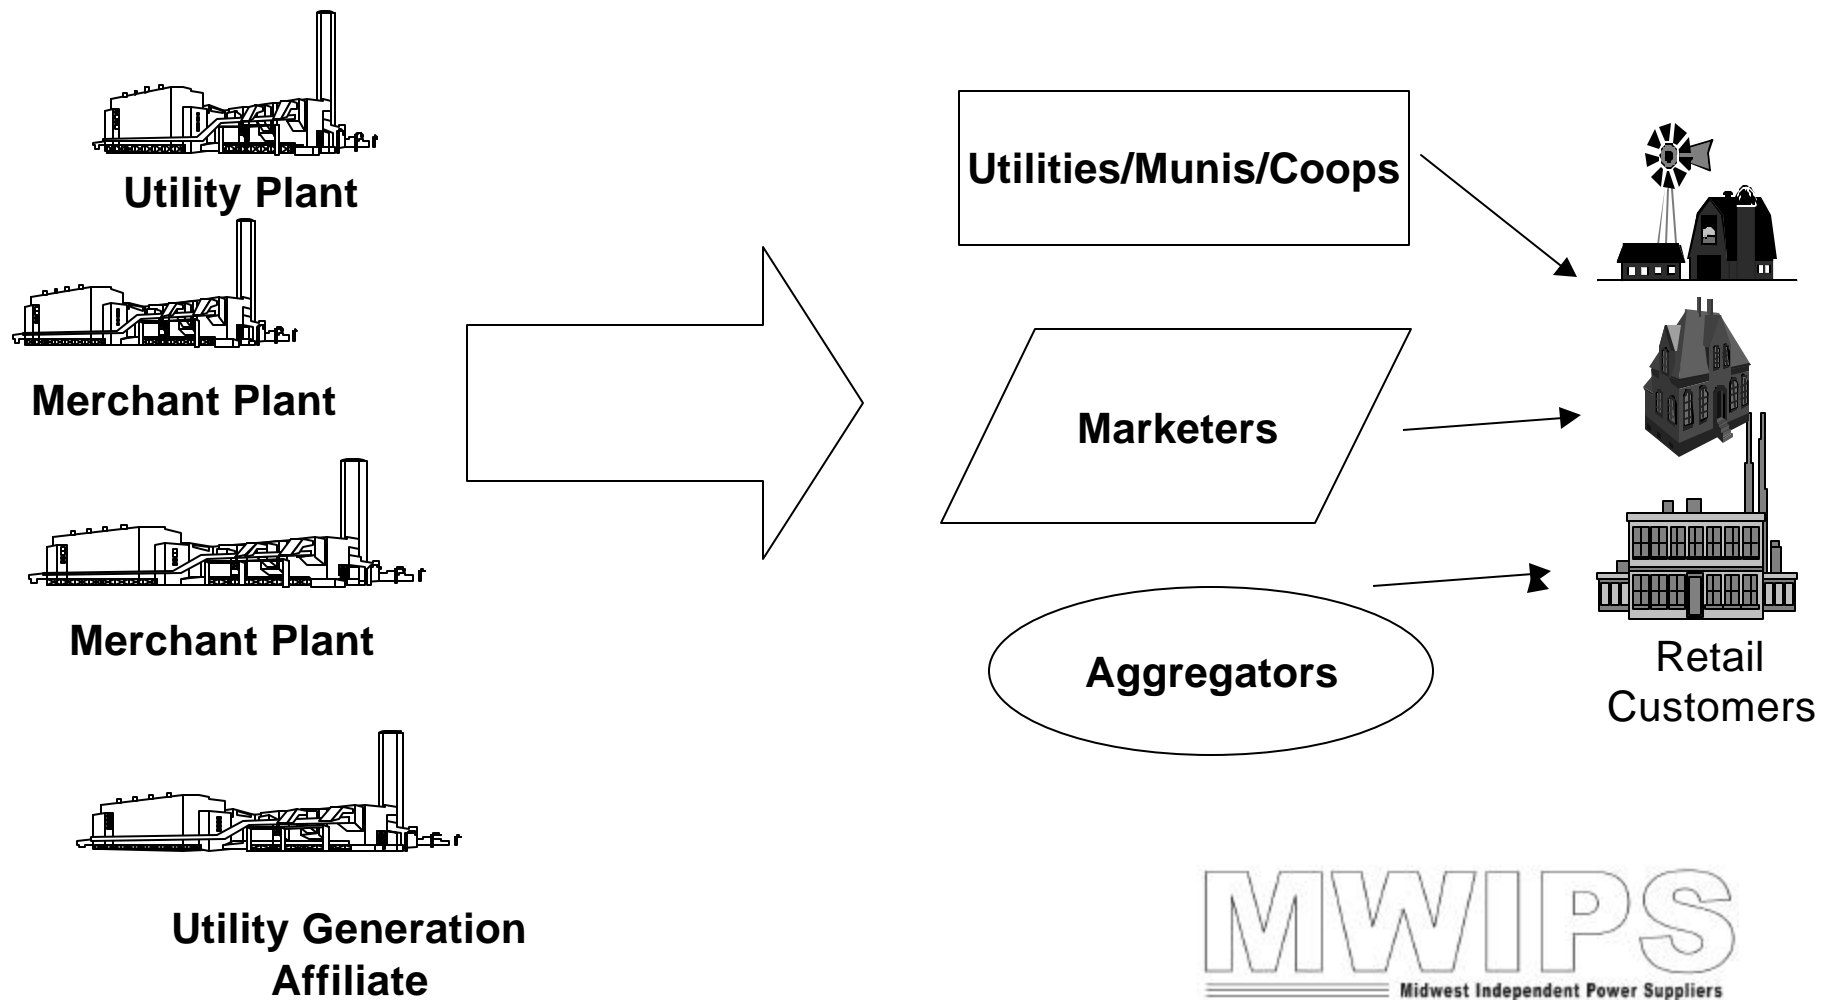 Utility Plant
Merchant Plant
Merchant Plant
Utility Generation
Affiliate
Utilities/Munis/Coops
Marketers
Aggregators
Retail
Customers
MWIPS
Midwest Independent Power Suppliers